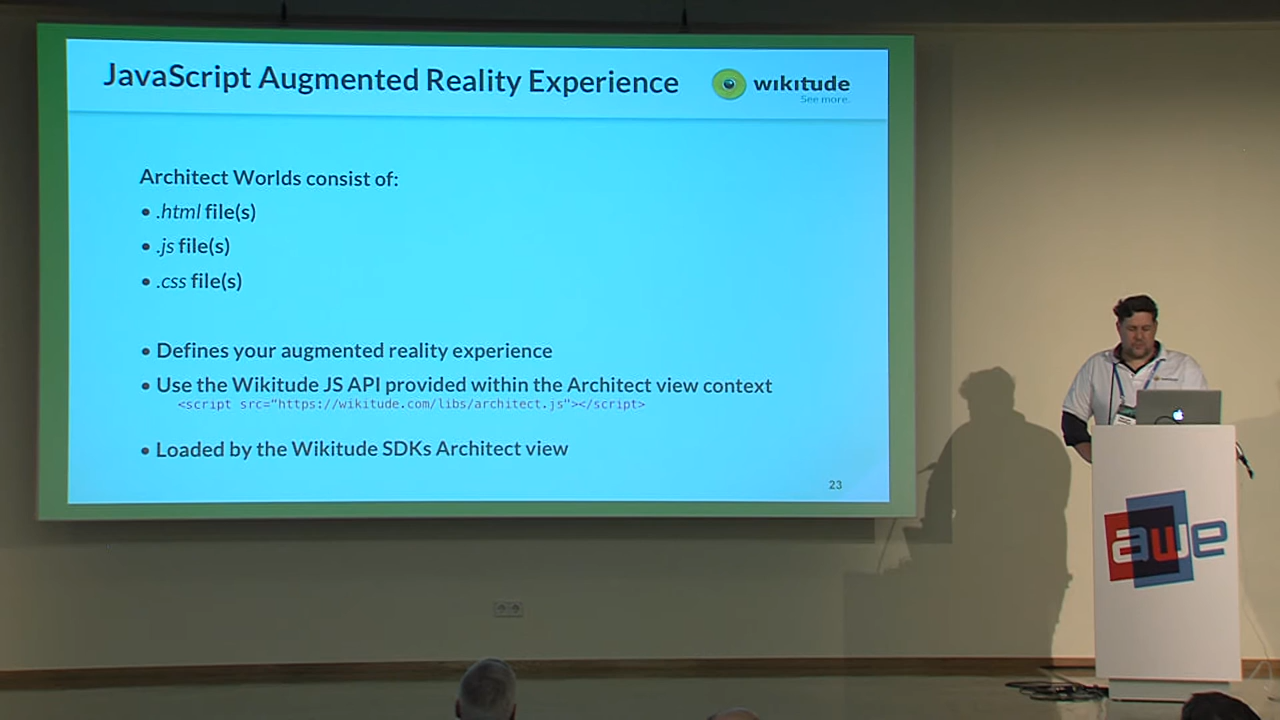 JavaScript Augmented Reality Experience
wikitude
See more.
Architect Worlds consist of:
• .html file(s)
• .js file(s)
• .css file(s)
• Defines your augmented reality experience
• Use the Wikitude JS API provided within the Architect view context
<script src="https://wikitude.com/libs/architect.js"></script>
• Loaded by the Wikitude SDKs Architect view
23
awe